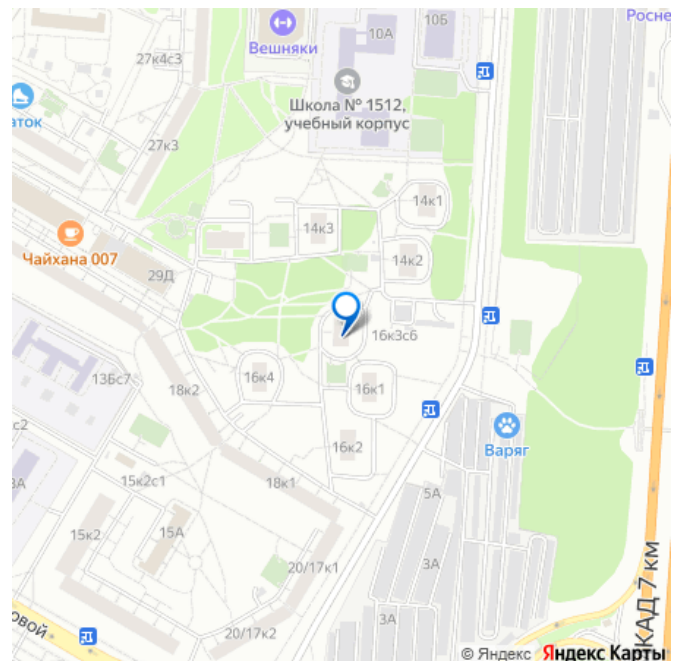 Росне
10Б
10А
Вешняки
27к4с3
Школа № 1512,
учебный корпус
аток
27к3
14к1
14к3
Чайхана 007
14к2
29Д
16к3с6
16к4
16к1
13Бс7
18к2
с2
Варяг
16к2
15к2с1
18к1
3А
5А
15А
15к2
3А
20/17к1
3А
20/17к2
овой
КАД, 7 км
© Яндекс Яндекс Карты